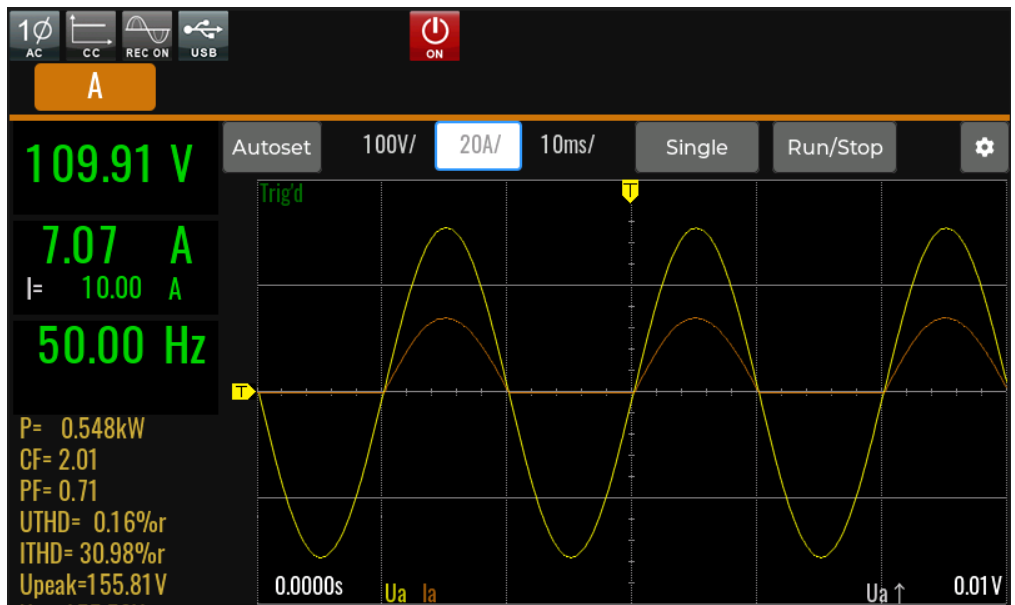 1Ø AC CC REC ON USB ON
A
Autoset 100V/ 20A/ 10ms/ Single Run/Stop
109.91 V
Trig'd
T
7.07 A
I= 10.00 A
50.00 Hz
T
P= 0.548kW
CF= 2.01
PF= 0.71
UTHD= 0.16%r
ITHD= 30.98%r
Upeak=155.81V
0.0000s Ua Ia Ua ↑ 0.01V